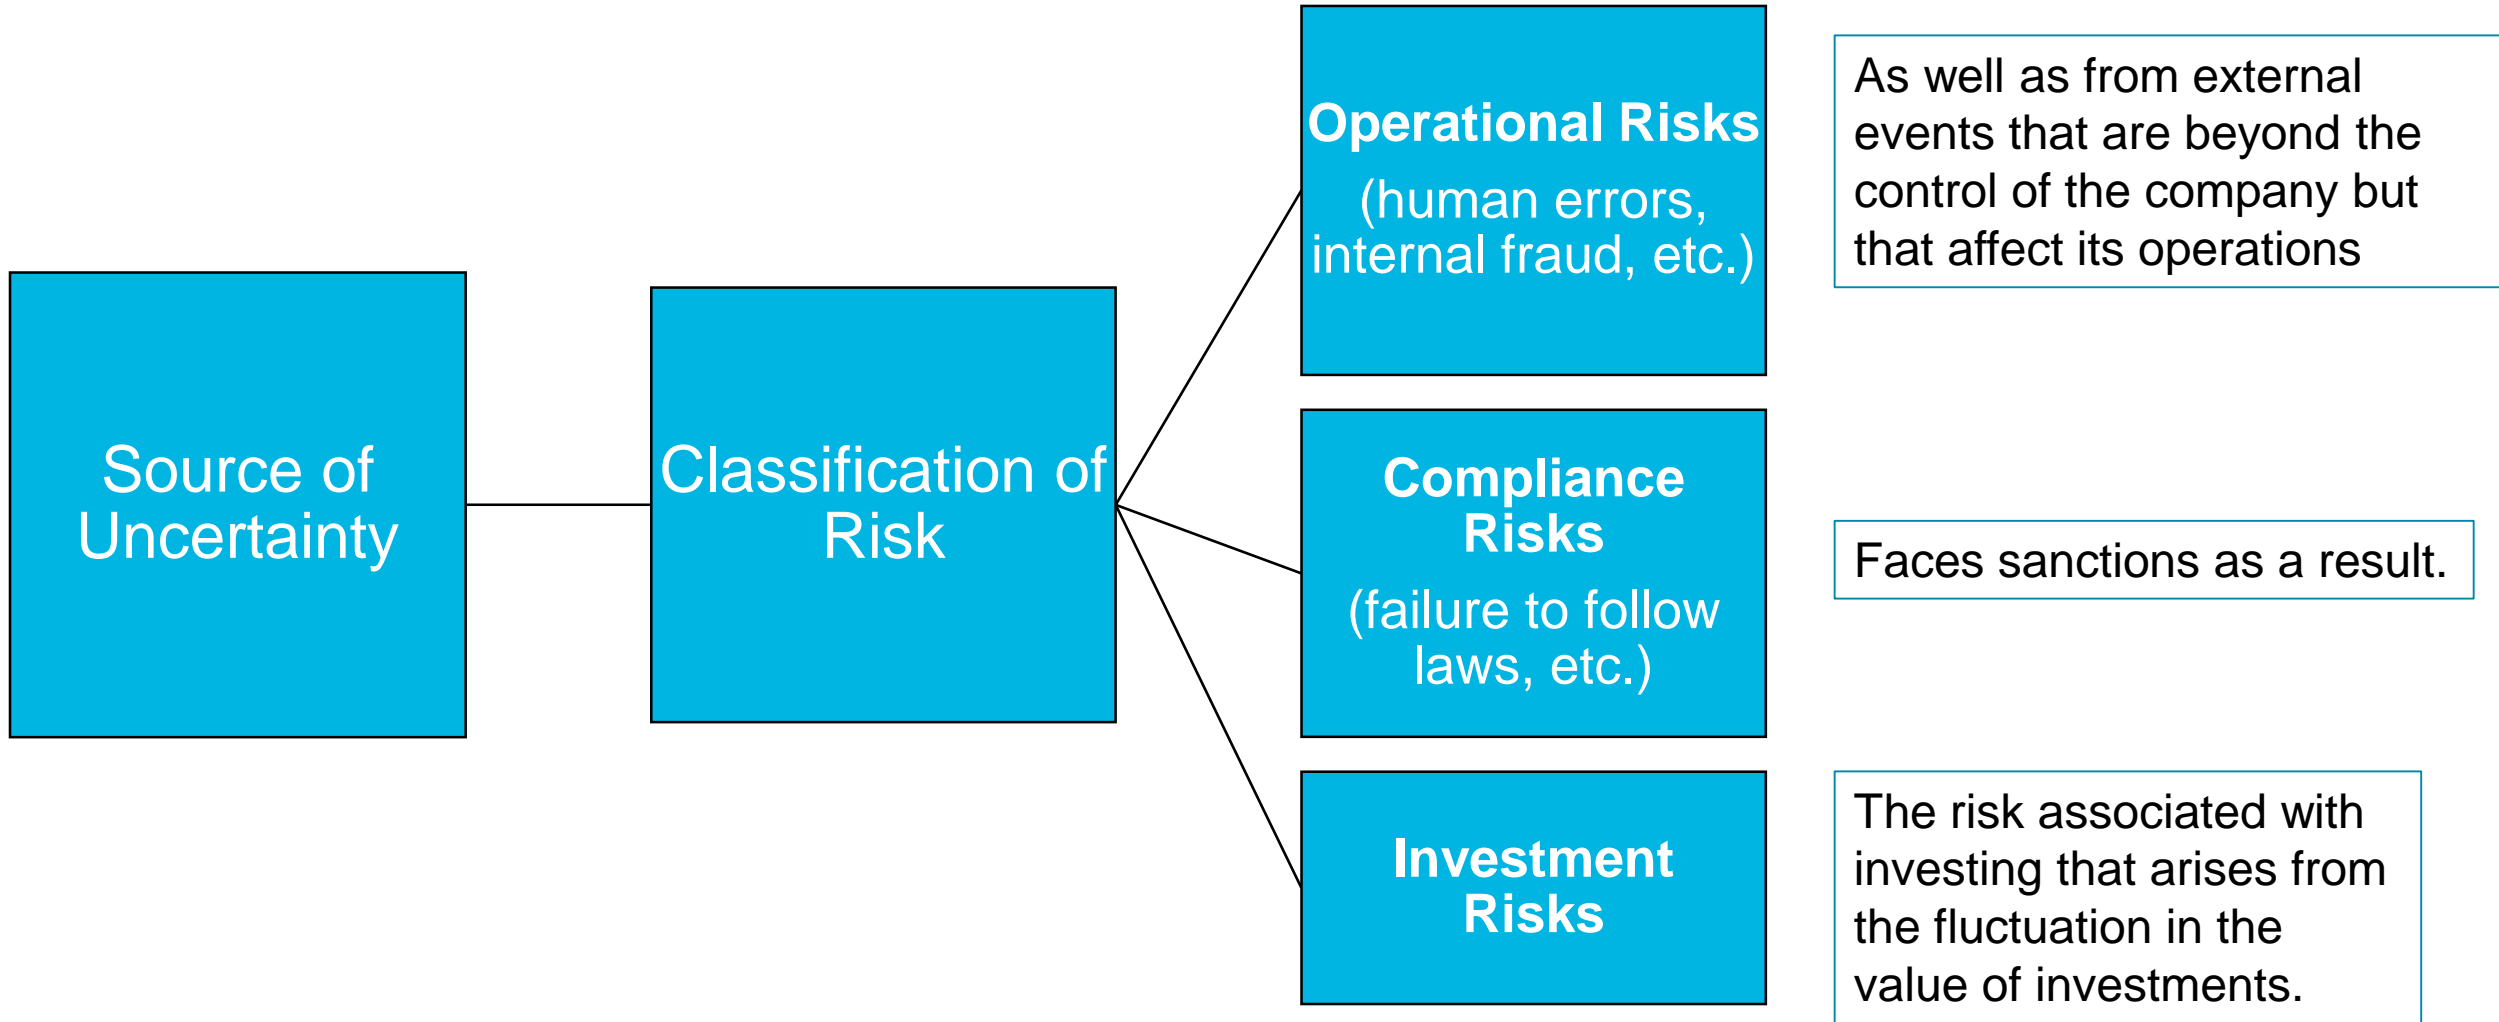 Source of
Uncertainty
Classification of
Risk
Operational Risks
(human errors,
internal fraud, etc.)
As well as from external
events that are beyond the
control of the company but
that affect its operations
Compliance
Risks
(failure to follow
laws, etc.)
Faces sanctions as a result.
Investment
Risks
The risk associated with
investing that arises from
the fluctuation in the
value of investments.